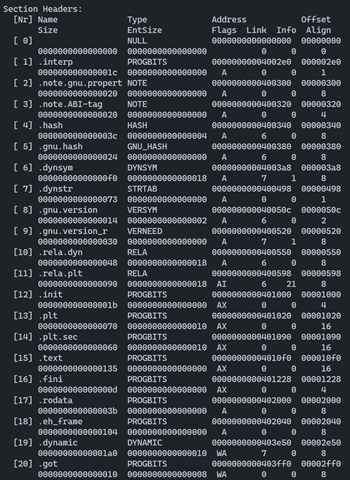 Section Headers:
[Nr] Name Type Address Offset
Size EntSize Flags Link Info Align
[ 0] NULL 0000000000000000 00000000
0000000000000000 0000000000000000 0 0 0
[ 1] .interp PROGBITS 00000000004002e0 000002e0
000000000000001c 0000000000000000 A 0 0 1
[ 2] .note.gnu.propert NOTE 0000000000400300 00000300
0000000000000020 0000000000000000 A 0 0 8
[ 3] .note.ABI-tag NOTE 0000000000400320 00000320
0000000000000020 0000000000000000 A 0 0 4
[ 4] .hash HASH 0000000000400340 00000340
000000000000003c 0000000000000004 A 6 0 8
[ 5] .gnu.hash GNU_HASH 0000000000400380 00000380
0000000000000024 0000000000000000 A 6 0 8
[ 6] .dynsym DYNSYM 00000000004003a8 000003a8
00000000000000f0 0000000000000018 A 7 1 8
[ 7] .dynstr STRTAB 0000000000400498 00000498
0000000000000073 0000000000000000 A 0 0 1
[ 8] .gnu.version VERSYM 000000000040050c 0000050c
0000000000000014 0000000000000002 A 6 0 2
[ 9] .gnu.version_r VERNEED 0000000000400520 00000520
0000000000000030 0000000000000000 A 7 1 8
[10] .rela.dyn RELA 0000000000400550 00000550
0000000000000048 0000000000000018 A 6 0 8
[11] .rela.plt RELA 0000000000400598 00000598
0000000000000090 0000000000000018 AI 6 21 8
[12] .init PROGBITS 0000000000401000 00001000
000000000000001b 0000000000000000 AX 0 0 4
[13] .plt PROGBITS 0000000000401020 00001020
0000000000000070 0000000000000010 AX 0 0 16
[14] .plt.sec PROGBITS 0000000000401090 00001090
0000000000000060 0000000000000010 AX 0 0 16
[15] .text PROGBITS 00000000004010f0 000010f0
0000000000000135 0000000000000000 AX 0 0 16
[16] .fini PROGBITS 0000000000401228 00001228
000000000000000d 0000000000000000 AX 0 0 4
[17] .rodata PROGBITS 0000000000402000 00002000
000000000000003b 0000000000000000 A 0 0 8
[18] .eh_frame PROGBITS 0000000000402040 00002040
0000000000000104 0000000000000000 A 0 0 8
[19] .dynamic DYNAMIC 0000000000403e50 00002e50
00000000000001a0 0000000000000010 WA 7 0 8
[20] .got PROGBITS 0000000000403ff0 00002ff0
0000000000000010 0000000000000008 WA 0 0 8